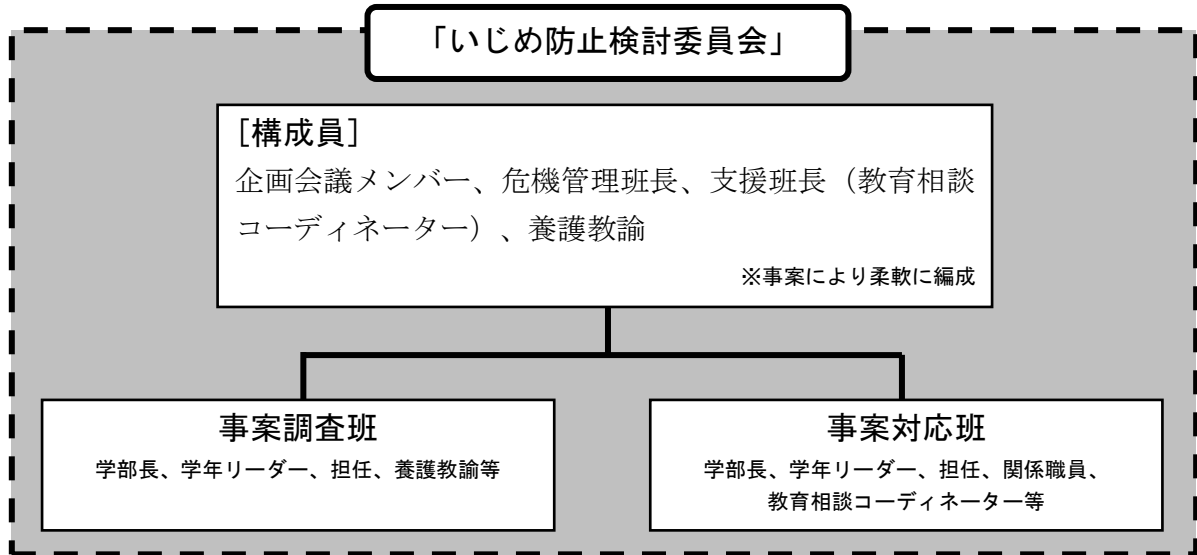 「いじめ防止検討委員会」
［構成員］
企画会議メンバー、危機管理班長、支援班長（教育相談
コーディネーター）、養護教諭
※事案により柔軟に編成
事案調査班
学部長、学年リーダー、担任、養護教諭等
事案対応班
学部長、学年リーダー、担任、関係職員、
教育相談コーディネーター等